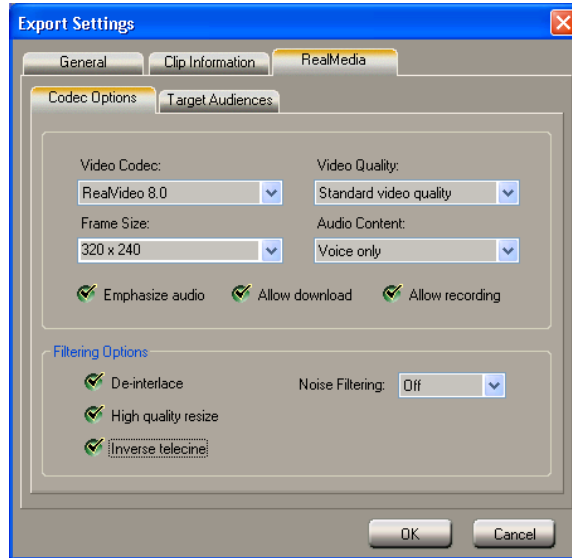 Export Settings
General
Clip Information
RealMedia
Codec Options
Target Audiences
Video Codec:
Video Quality:
RealVideo 8.0
Standard video quality
Frame Size:
Audio Content:
320 x 240
Voice only
Emphasize audio
Allow download
Allow recording
Filtering Options
De-interlace
Noise Filtering:
Off
High quality resize
Inverse telecine
OK
Cancel